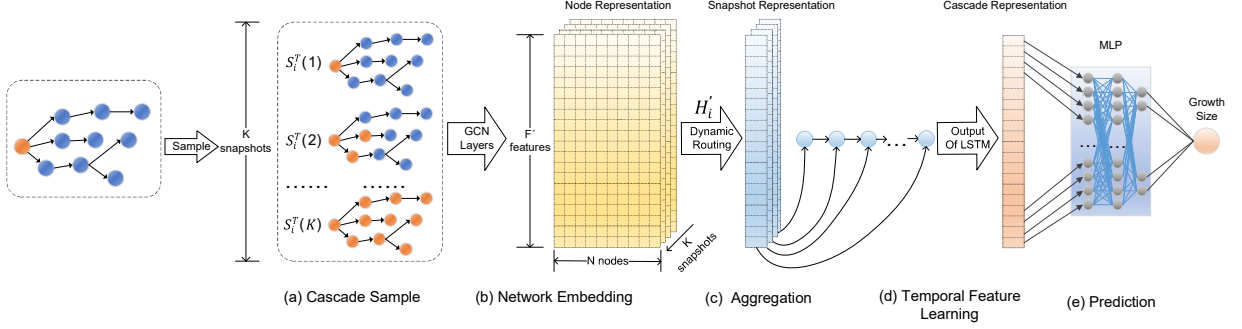 Sample
K
snapshots
S_i^T(1)
S_i^T(2)
......
......
S_i^T(K)
(a) Cascade Sample
GCN
Layers
(b) Network Embedding
Node Representation
F´
features
N nodes
K
snapshots
Snapshot Representation
H_i^'
Dynamic
Routing
(c) Aggregation
...
Output
Of LSTM
(d) Temporal Feature
Learning
Cascade Representation
MLP
......
Growth
Size
(e) Prediction